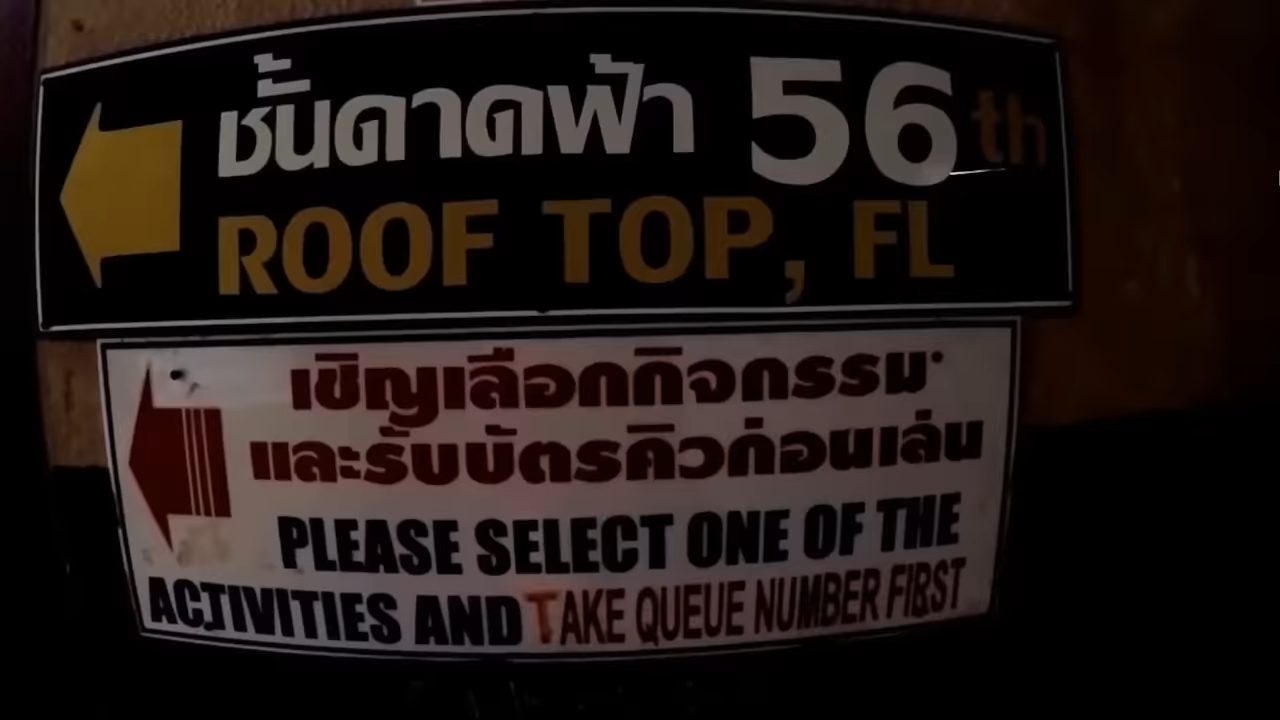 ชั้นดาดฟ้า 56th
ROOF TOP, FL
เชิญเลือกกิจกรรม
และรับบัตรคิวก่อนเล่น
PLEASE SELECT ONE OF THE
ACTIVITIES AND TAKE QUEUE NUMBER FIRST